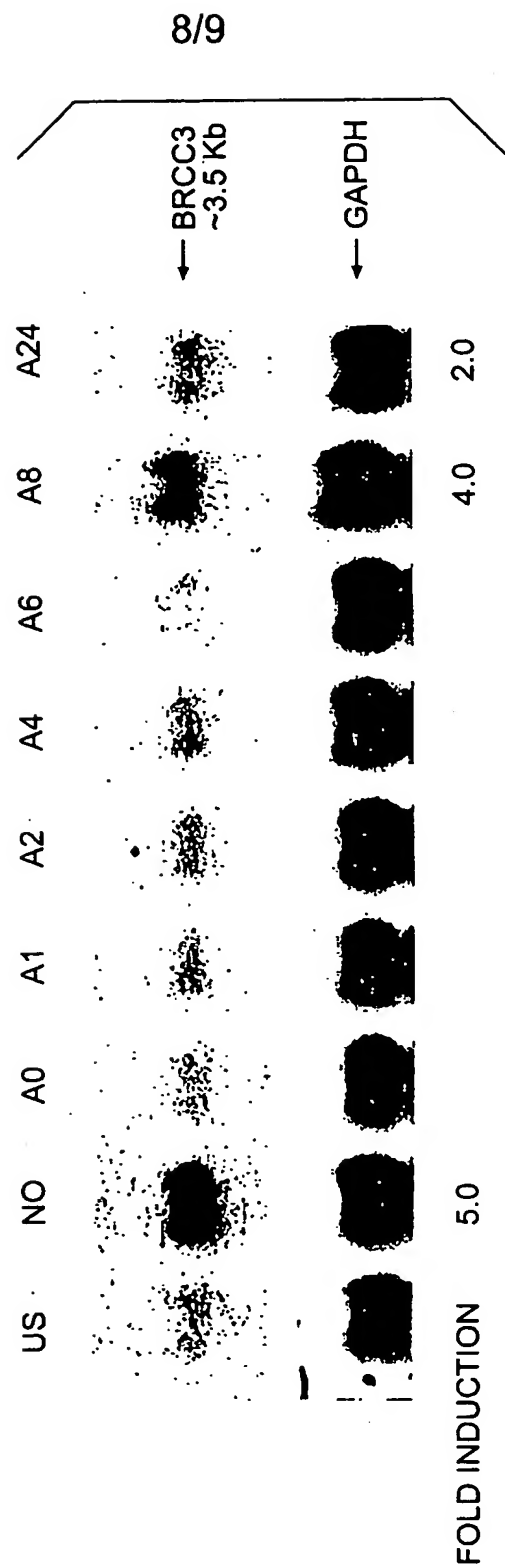 8/9
US NO A0 A1 A2 A4 A6 A8 A24
←BRCC3
~3.5 Kb
←GAPDH
FOLD INDUCTION 5.0 4.0 2.0